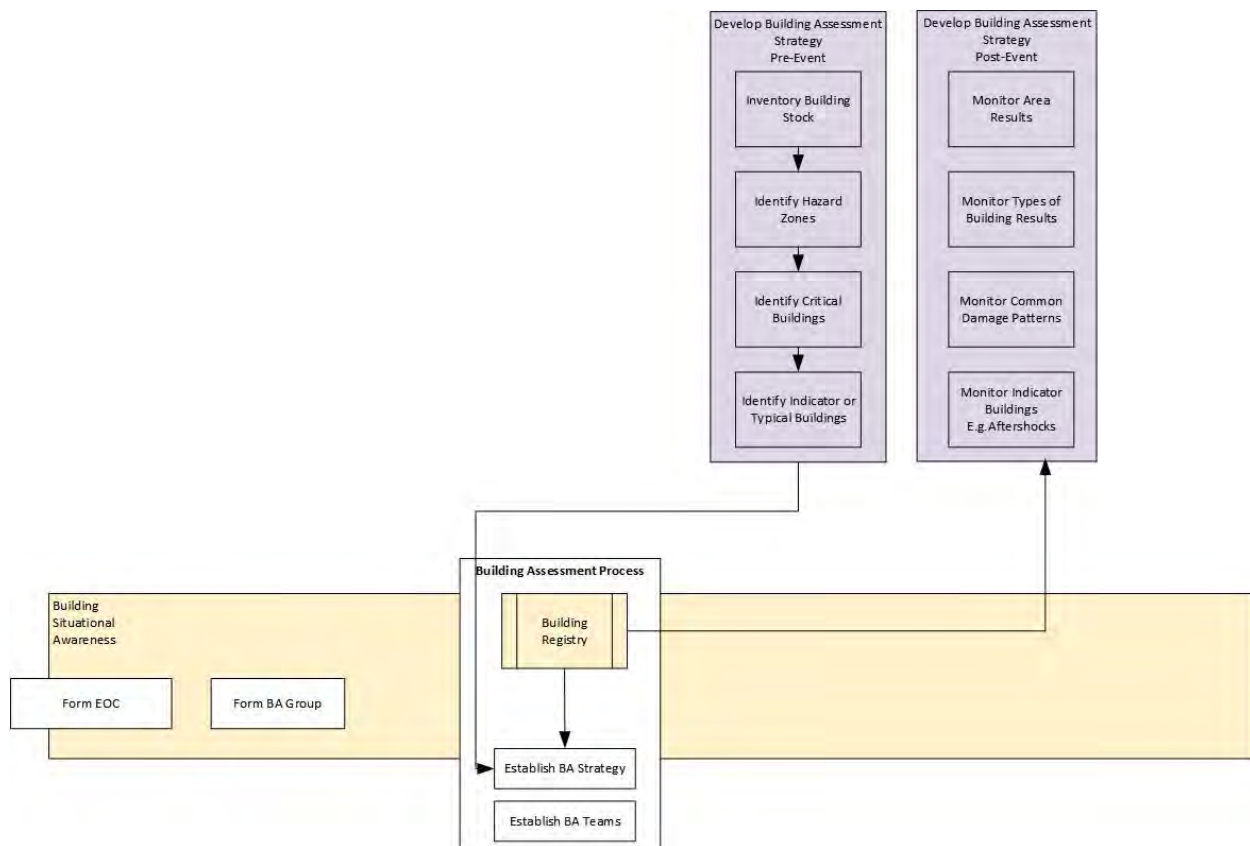 Develop Building Assessment
Strategy
Pre-Event
Inventory Building
Stock
Identify Hazard
Zones
Identify Critical
Buildings
Identify Indicator or
Typical Buildings
Develop Building Assessment
Strategy
Post-Event
Monitor Area
Results
Monitor Types of
Building Results
Monitor Common
Damage Patterns
Monitor Indicator
Buildings
E.g.Aftershocks
Building Assessment Process
Building
Situational
Awareness
Building
Registry
Form EOC
Form BA Group
Establish BA Strategy
Establish BA Teams